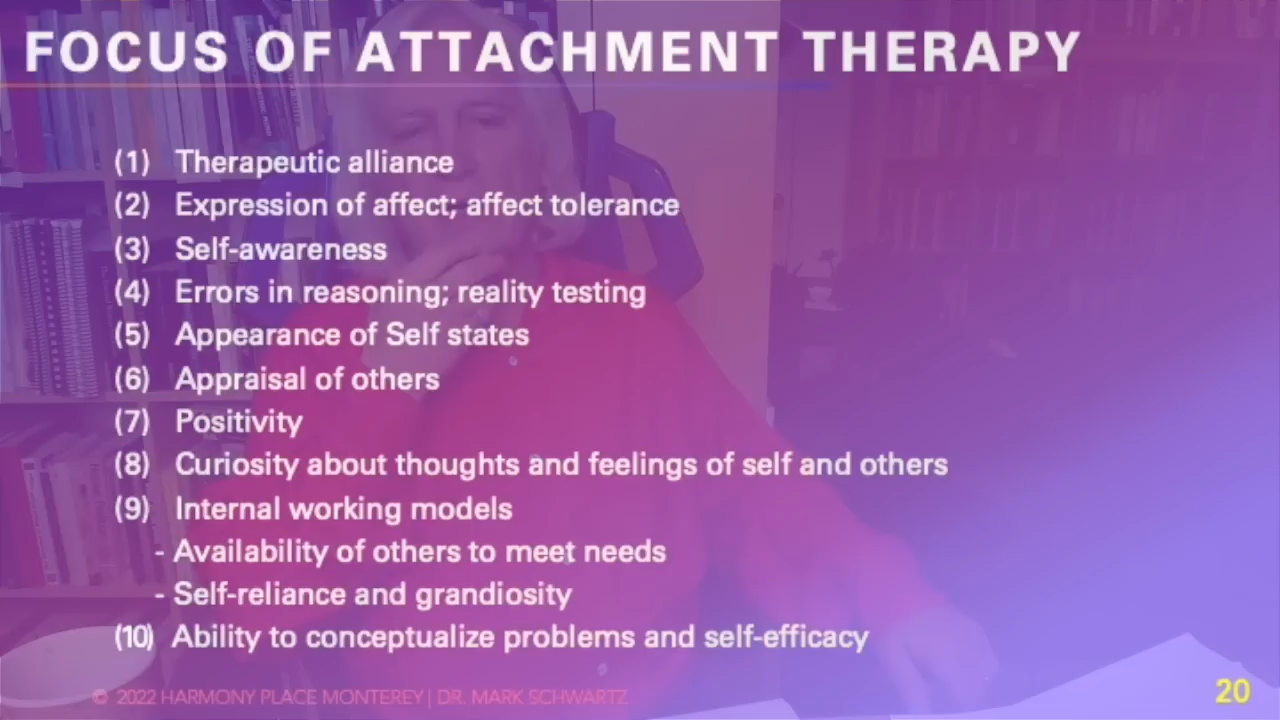 FOCUS OF ATTACHMENT THERAPY
(1) Therapeutic alliance
(2) Expression of affect; affect tolerance
(3) Self-awareness
(4) Errors in reasoning; reality testing
(5) Appearance of Self states
(6) Appraisal of others
(7) Positivity
(8) Curiosity about thoughts and feelings of self and others
(9) Internal working models
- Availability of others to meet needs
- Self-reliance and grandiosity
(10) Ability to conceptualize problems and self-efficacy
© 2022 HARMONY PLACE MONTEREY | DR. MARK SCHWARTZ
20